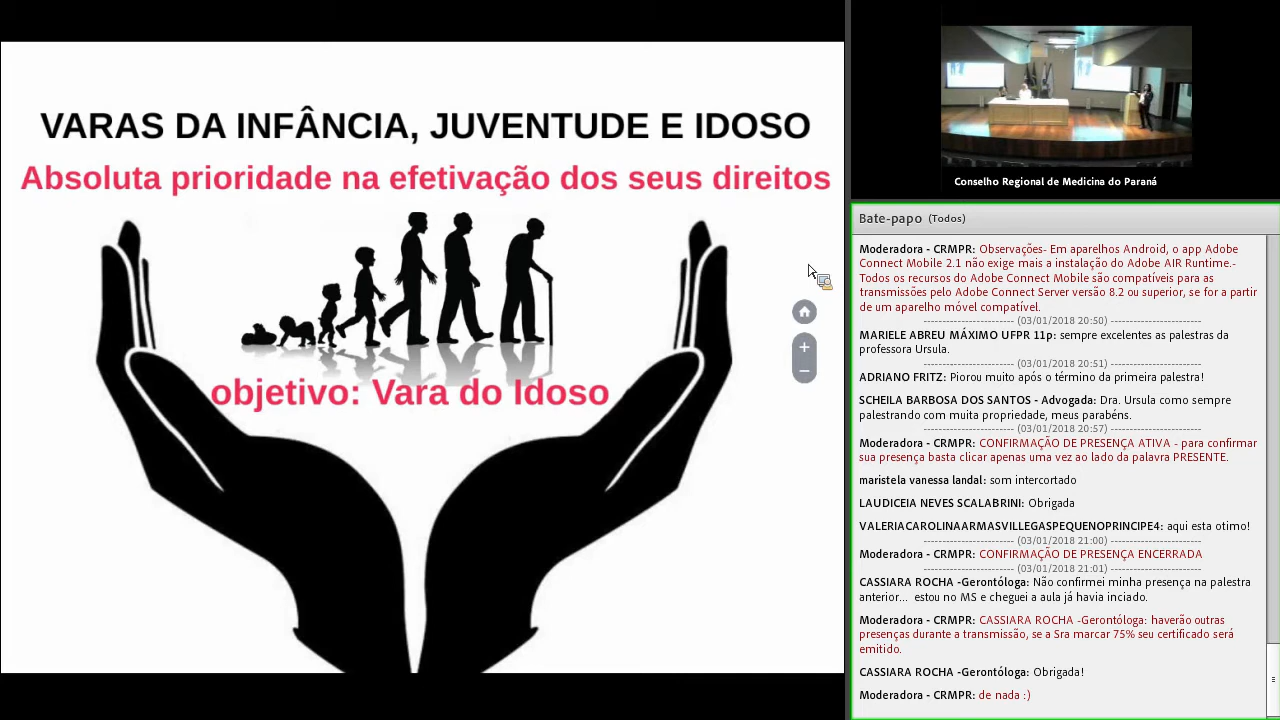 VARAS DA INFÂNCIA, JUVENTUDE E IDOSO
Absoluta prioridade na efetivação dos seus direitos
objetivo: Vara do Idoso
Conselho Regional de Medicina do Paraná
Bate-papo (Todos)
Moderadora - CRMPR: Observações- Em aparelhos Android, o app Adobe
Connect Mobile 2.1 não exige mais a instalação do Adobe AIR Runtime.-
Todos os recursos do Adobe Connect Mobile são compatíveis para as
transmissões pelo Adobe Connect Server versão 8.2 ou superior, se for a partir
de um aparelho móvel compatível.
------------------------ (03/01/2018 20:50) ------------------------
MARIELE ABREU MÁXIMO UFPR 11p: sempre excelentes as palestras da
professora Ursula.
------------------------ (03/01/2018 20:51) ------------------------
ADRIANO FRITZ: Piorou muito após o término da primeira palestra!
SCHEILA BARBOSA DOS SANTOS - Advogada: Dra. Ursula como sempre
palestrando com muita propriedade, meus parabéns.
------------------------ (03/01/2018 20:57) ------------------------
Moderadora - CRMPR: CONFIRMAÇÃO DE PRESENÇA ATIVA - para confirmar
sua presença basta clicar apenas uma vez ao lado da palavra PRESENTE.
maristela vanessa landal: som intercortado
LAUDICEIA NEVES SCALABRINI: Obrigada
VALERIACAROLINAARMASVILLEGASPEQUENOPRINCIPE4: aqui esta otimo!
------------------------ (03/01/2018 21:00) ------------------------
Moderadora - CRMPR: CONFIRMAÇÃO DE PRESENÇA ENCERRADA
------------------------ (03/01/2018 21:01) ------------------------
CASSIARA ROCHA -Gerontóloga: Não confirmei minha presença na palestra
anterior... estou no MS e cheguei a aula já havia inciado.
Moderadora - CRMPR: CASSIARA ROCHA -Gerontóloga: haverão outras
presenças durante a transmissão, se a Sra marcar 75% seu certificado será
emitido.
CASSIARA ROCHA -Gerontóloga: Obrigada!
Moderadora - CRMPR: de nada :)